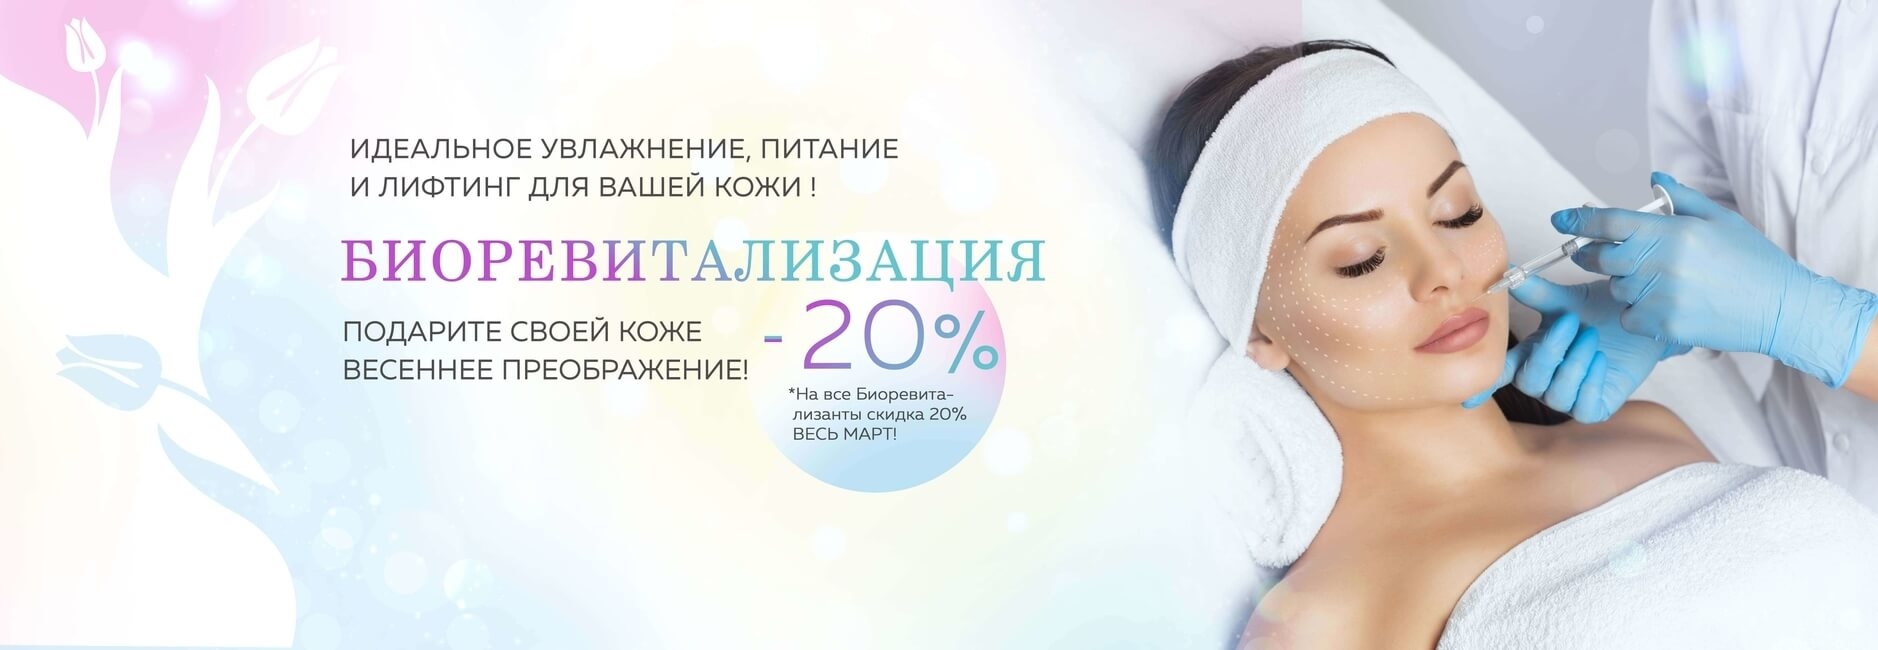 ИДЕАЛЬНОЕ УВЛАЖНЕНИЕ, ПИТАНИЕ
И ЛИФТИНГ ДЛЯ ВАШЕЙ КОЖИ !
БИОРЕВИТАЛИЗАЦИЯ
ПОДАРИТЕ СВОЕЙ КОЖЕ
ВЕСЕННЕЕ ПРЕОБРАЖЕНИЕ!
- 20%
*На все Биоревита-
лизанты скидка 20%
ВЕСЬ МАРТ!